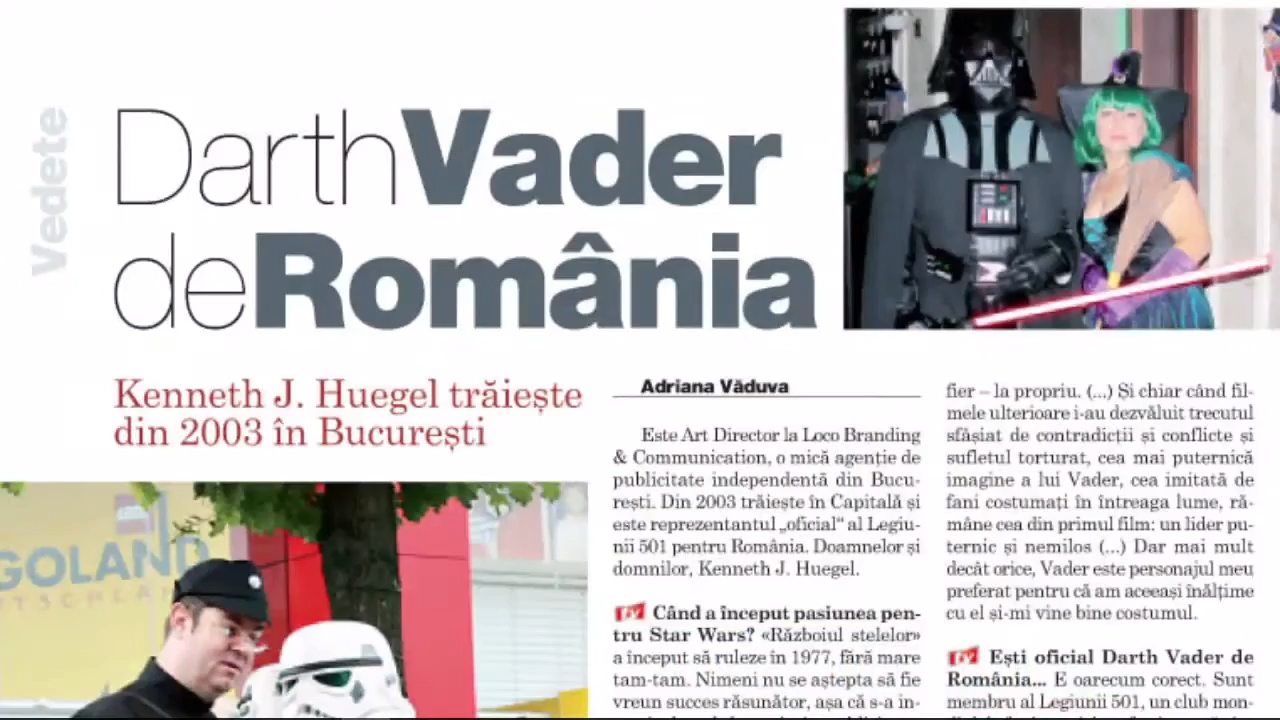 Vedete
DarthVader
deRomânia
Kenneth J. Huegel trăiește
din 2003 în București
Adriana Văduva
Este Art Director la Loco Branding
& Communication, o mică agenție de
publicitate independentă din Bucu-
rești. Din 2003 trăiește în Capitală și
este reprezentantul „oficial“ al Legiu-
nii 501 pentru România. Doamnelor și
domnilor, Kenneth J. Huegel.
Când a început pasiunea pen-
tru Star Wars? «Războiul stelelor»
a început să ruleze în 1977, fără mare
tam-tam. Nimeni nu se aștepta să fie
vreun succes răsunător, așa că s-a în-
fier – la propriu. (...) Și chiar când fil-
mele ulterioare i-au dezvăluit trecutul
sfâșiat de contradicții și conflicte și
sufletul torturat, cea mai puternică
imagine a lui Vader, cea imitată de
fani costumați în întreaga lume, ră-
mâne cea din primul film: un lider pu-
ternic și nemilos (...) Dar mai mult
decât orice, Vader este personajul meu
preferat pentru că am aceeași înălțime
cu el și-mi vine bine costumul.
Ești oficial Darth Vader de
România... E oarecum corect. Sunt
membru al Legiunii 501, un club mon-
GOLAND